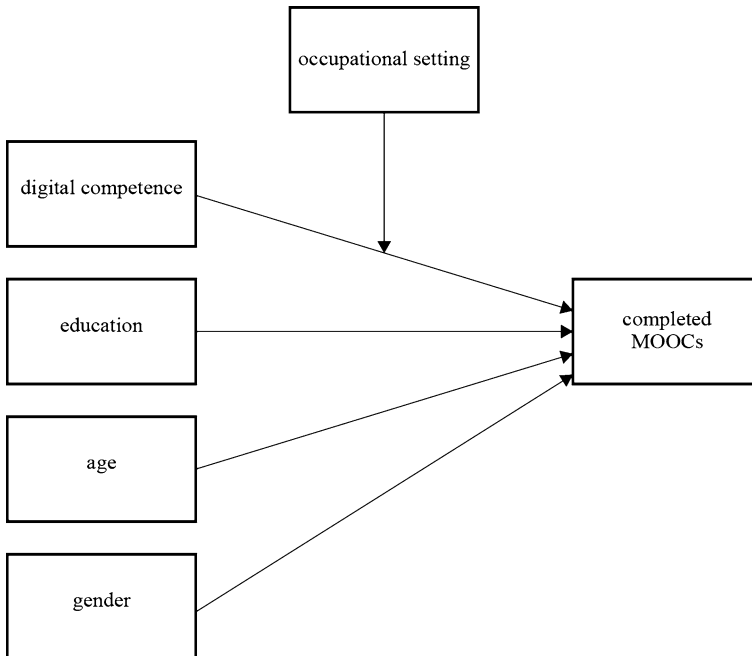 occupational setting
digital competence
education
completed
MOOCs
age
gender